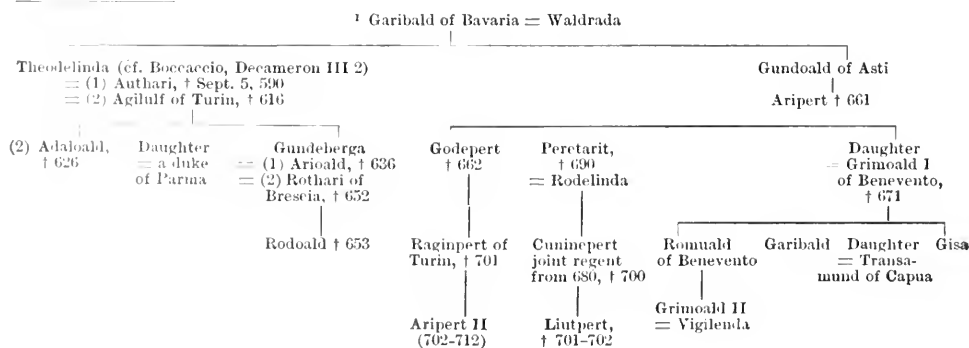 ¹ Garibald of Bavaria = Waldrada
Theodelinda (cf. Boccaccio, Decameron III 2)
= (1) Authari, † Sept. 5, 590
= (2) Agilulf of Turin, † 616
Gundoald of Asti
Aripert † 661
(2) Adaloald,
† 626
Daughter
= a duke
of Parma
Gundeberga
= (1) Arioald, † 636
= (2) Rothari of
Brescia, † 652
Rodoald † 653
Godepert
† 662
Peretarit,
† 690
= Rodelinda
Daughter
= Grimoald I
of Benevento,
† 671
Raginpert of
Turin, † 701
Cunincpert
joint regent
from 680, † 700
Romuald
of Benevento
Garibald
Daughter
= Transa-
mund of Capua
Gisa
Aripert II
(702-712)
Liutpert,
† 701-702
Grimoald II
= Vigilenda